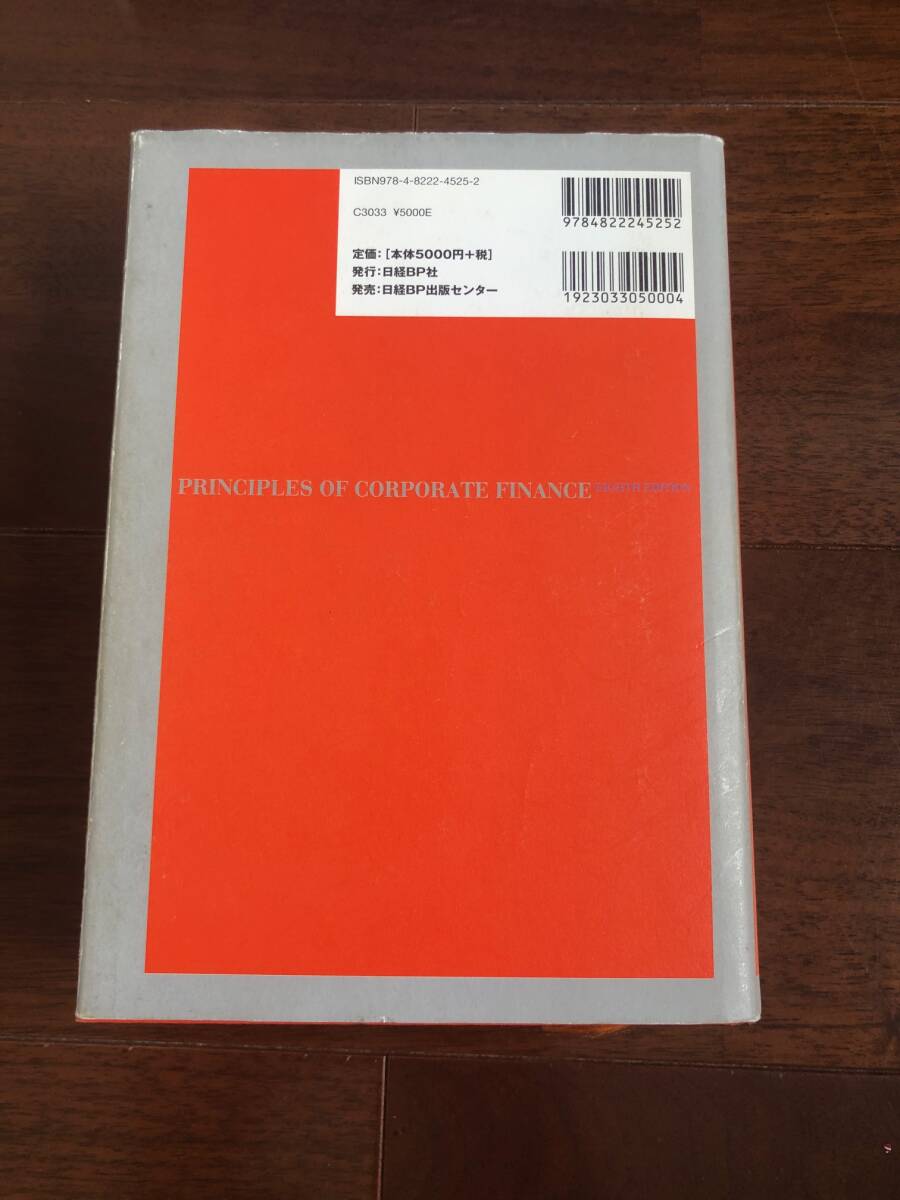 ISBN978-4-8222-4525-2
C3033 ¥5000E
定価：[本体5000円+税]
発行：日経BP社
発売：日経BP出版センター
9784822245252
1923033050004
PRINCIPLES OF CORPORATE FINANCE EIGHTH EDITION